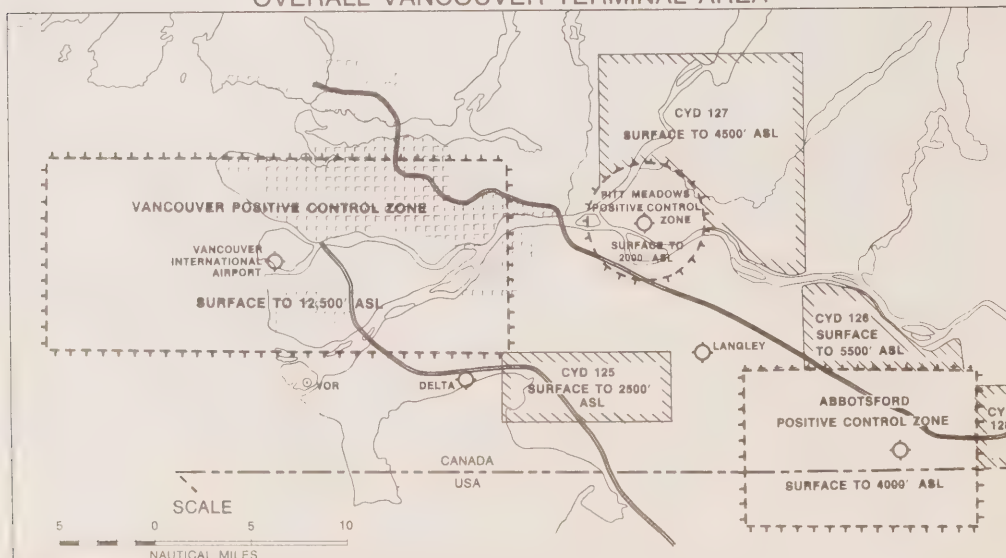 OVERALL VANCOUVER TERMINAL AREA
CYD 127
SURFACE TO 4500' ASL
PITT MEADOWS
POSITIVE CONTROL
ZONE
SURFACE TO
2000 ASL
VANCOUVER POSITIVE CONTROL ZONE
VANCOUVER
INTERNATIONAL
AIRPORT
SURFACE TO 12,500' ASL
CYD 126
SURFACE
TO 5500' ASL
LANGLEY
VOR
DELTA
CYD 125
SURFACE TO 2500'
ASL
ABBOTSFORD
POSITIVE CONTROL ZONE
CY
128
CANADA
USA
SURFACE TO 4000' ASL
SCALE
5 0 5 10
NAUTICAL MILES